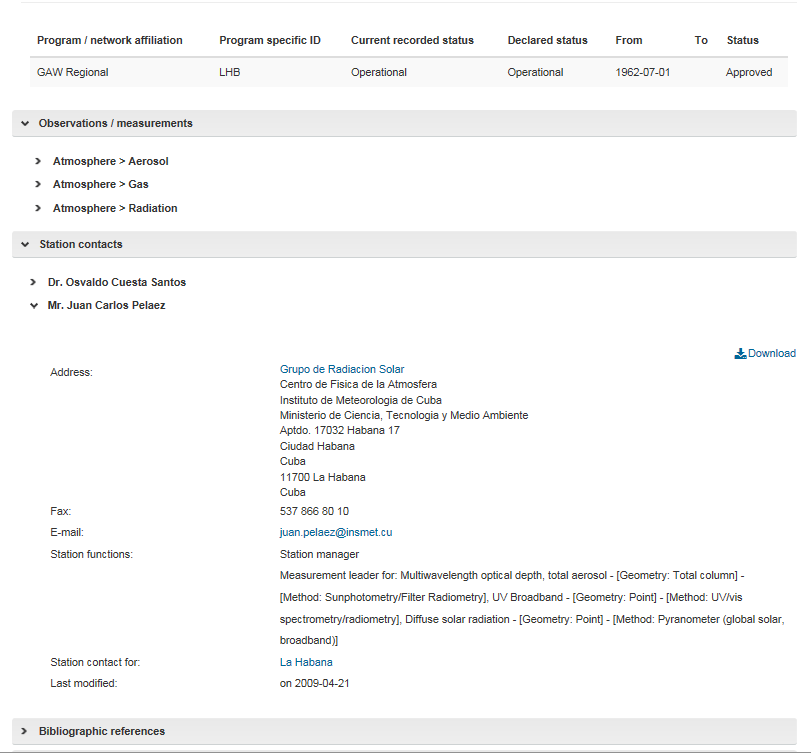 Program / network affiliation Program specific ID Current recorded status Declared status From To Status
GAW Regional LHB Operational Operational 1962-07-01 Approved
Observations / measurements
Atmosphere > Aerosol
Atmosphere > Gas
Atmosphere > Radiation
Station contacts
Dr. Osvaldo Cuesta Santos
Mr. Juan Carlos Pelaez
Download
Address: Grupo de Radiacion Solar
Centro de Fisica de la Atmosfera
Instituto de Meteorologia de Cuba
Ministerio de Ciencia, Tecnologia y Medio Ambiente
Aptdo. 17032 Habana 17
Ciudad Habana
Cuba
11700 La Habana
Cuba
Fax: 537 866 80 10
E-mail: juan.pelaez@insmet.cu
Station functions: Station manager
Measurement leader for: Multiwavelength optical depth, total aerosol - [Geometry: Total column] -
[Method: Sunphotometry/Filter Radiometry], UV Broadband - [Geometry: Point] - [Method: UV/vis
spectrometry/radiometry], Diffuse solar radiation - [Geometry: Point] - [Method: Pyranometer (global solar,
broadband)]
Station contact for: La Habana
Last modified: on 2009-04-21
Bibliographic references